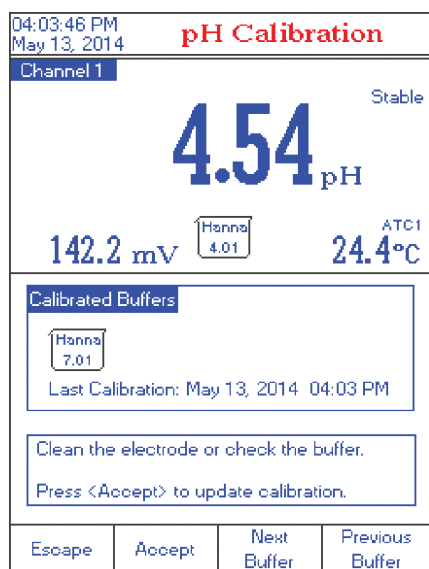 04:03:46 PM
May 13, 2014
pH Calibration
Channel 1
Stable
4.54 pH
142.2 mV
Hanna
4.01
ATC1
24.4°C
Calibrated Buffers
Hanna
7.01
Last Calibration: May 13, 2014 04:03 PM
Clean the electrode or check the buffer.
Press <Accept> to update calibration.
Escape
Accept
Next
Buffer
Previous
Buffer